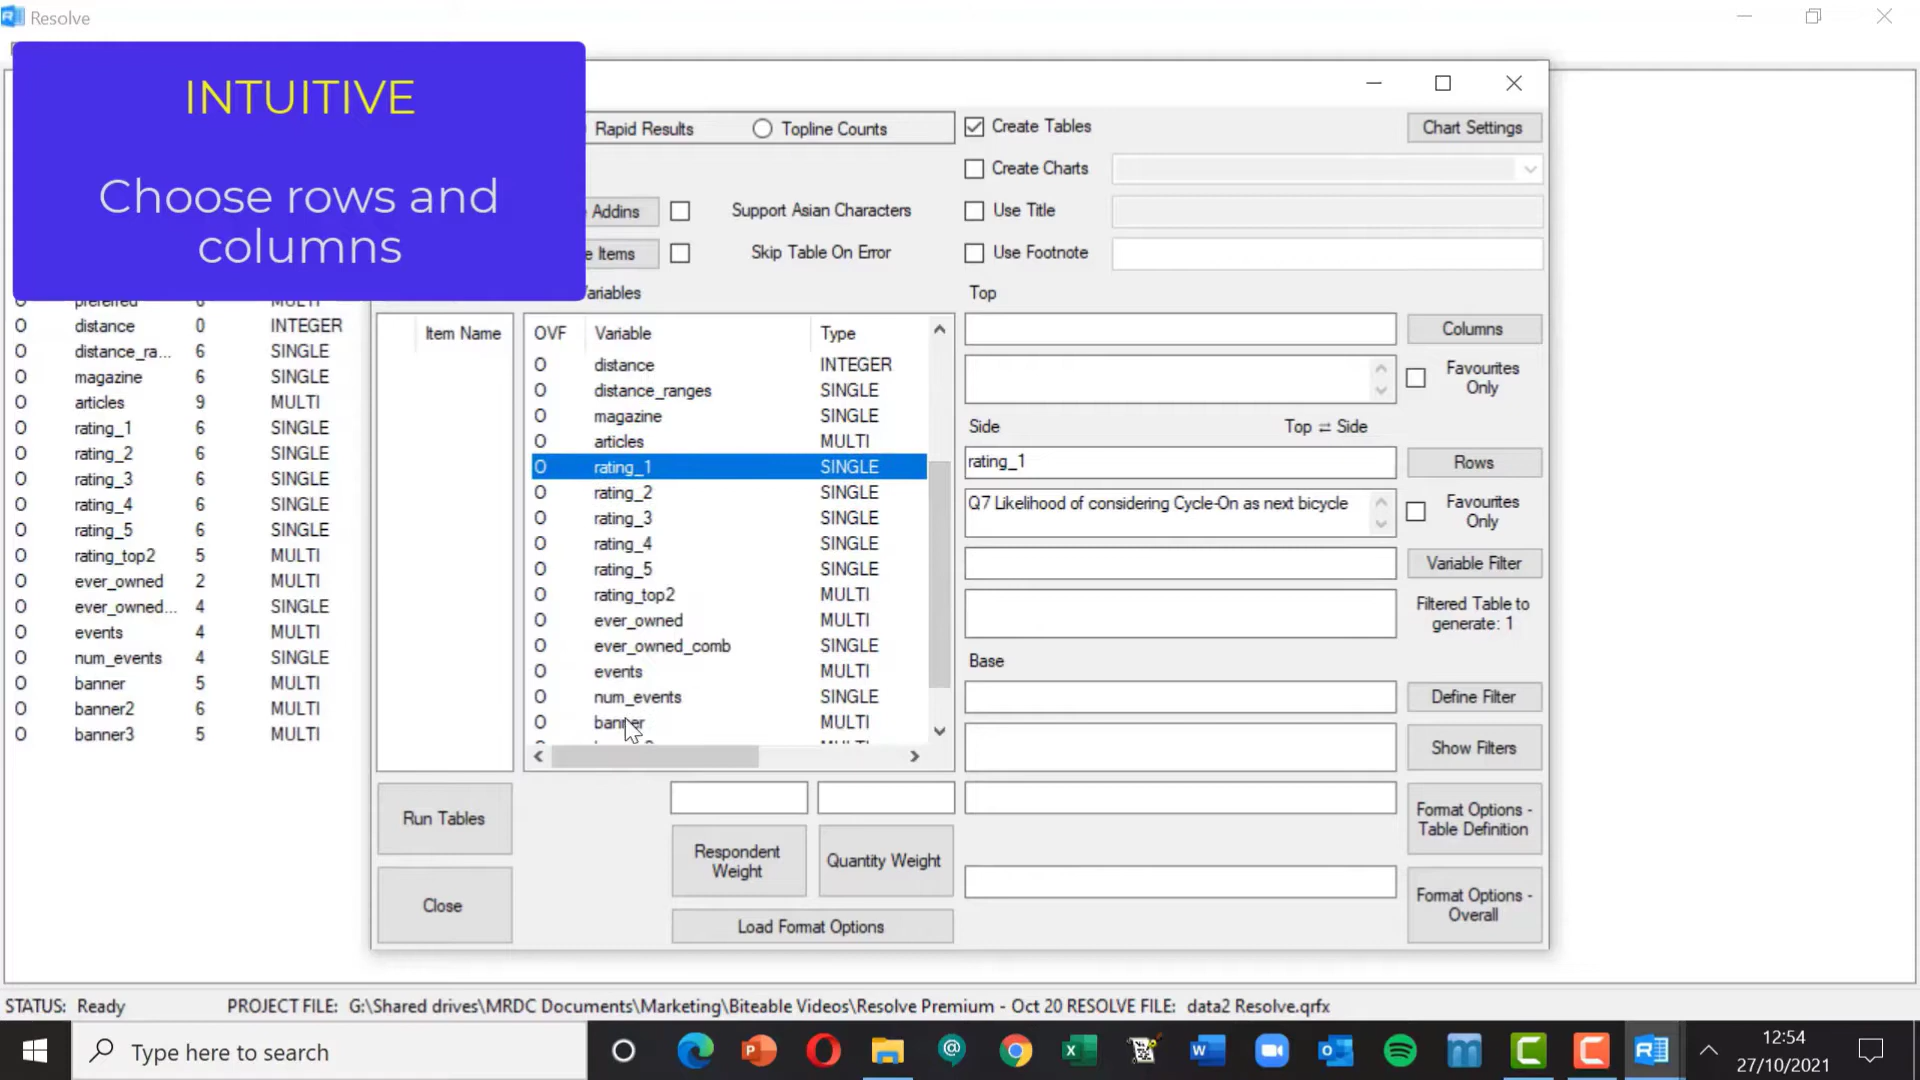 Resolve
INTUITIVE
Choose rows and
columns
Rapid Results
Topline Counts
Create Tables
Chart Settings
Create Charts
Addins
Support Asian Characters
Use Title
e Items
Skip Table On Error
Use Footnote
ariables
Top
preferred 6 MULTI
O distance 0 INTEGER
O distance_ra... 6 SINGLE
O magazine 6 SINGLE
O articles 9 MULTI
O rating_1 6 SINGLE
O rating_2 6 SINGLE
O rating_3 6 SINGLE
O rating_4 6 SINGLE
O rating_5 6 SINGLE
O rating_top2 5 MULTI
O ever_owned 2 MULTI
O ever_owned... 4 SINGLE
O events 4 MULTI
O num_events 4 SINGLE
O banner 5 MULTI
O banner2 6 MULTI
O banner3 5 MULTI
Item Name
OVF Variable Type
O distance INTEGER
O distance_ranges SINGLE
O magazine SINGLE
O articles MULTI
O rating_1 SINGLE
O rating_2 SINGLE
O rating_3 SINGLE
O rating_4 SINGLE
O rating_5 SINGLE
O rating_top2 MULTI
O ever_owned MULTI
O ever_owned_comb SINGLE
O events MULTI
O num_events SINGLE
O banner MULTI
Columns
Favourites
Only
Side
Top ⇄ Side
rating_1
Rows
Q7 Likelihood of considering Cycle-On as next bicycle
Favourites
Only
Variable Filter
Filtered Table to
generate: 1
Base
Define Filter
Show Filters
Run Tables
Close
Respondent
Weight
Quantity Weight
Load Format Options
Format Options -
Table Definition
Format Options -
Overall
STATUS: Ready PROJECT FILE: G:\Shared drives\MRDC Documents\Marketing\Biteable Videos\Resolve Premium - Oct 20 RESOLVE FILE: data2 Resolve.qrfx
Type here to search
12:54
27/10/2021